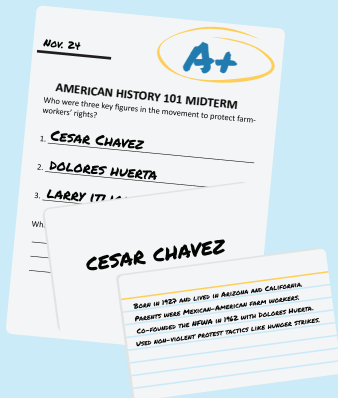 Nov. 24
A+
AMERICAN HISTORY 101 MIDTERM
Who were three key figures in the movement to protect farm-
workers' rights?
1. CESAR CHAVEZ
2. DOLORES HUERTA
3. LARRY
CESAR CHAVEZ
BORN IN 1927 AND LIVED IN ARIZONA AND CALIFORNIA.
PARENTS WERE MEXICAN-AMERICAN FARM WORKERS.
CO-FOUNDED THE NFWA IN 1962 WITH DOLORES HUERTA.
USED NON-VIOLENT PROTEST TACTICS LIKE HUNGER STRIKES.